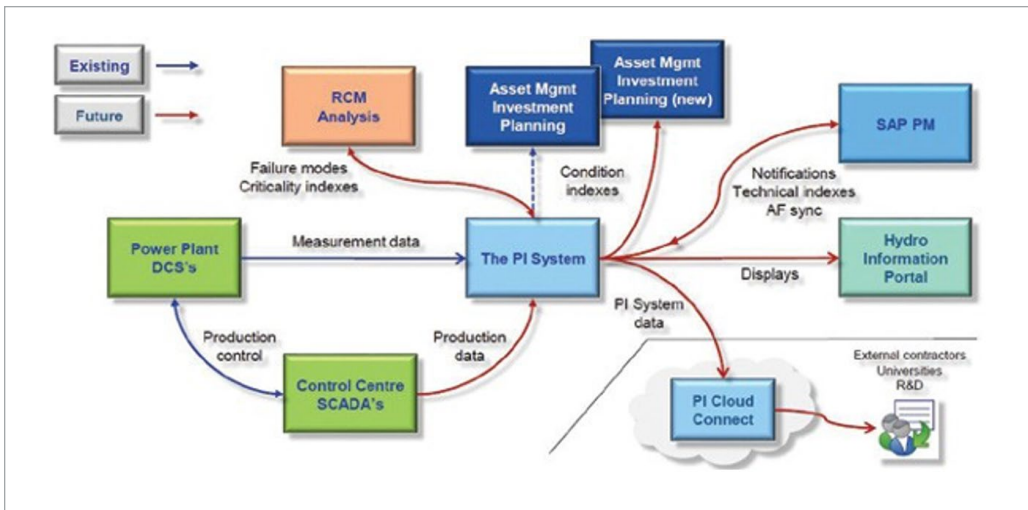 Existing
Future
RCM
Analysis
Asset Mgmt
Investment
Planning
Asset Mgmt
Investment
Planning (new)
SAP PM
Failure modes
Criticality indexes
Condition
indexes
Notifications
Technical indexes
AF sync
Power Plant
DCS's
Measurement data
The PI System
Displays
Hydro
Information
Portal
Production
control
Production
data
PI System
data
Control Centre
SCADA's
PI Cloud
Connect
External contractors
Universities
R&D